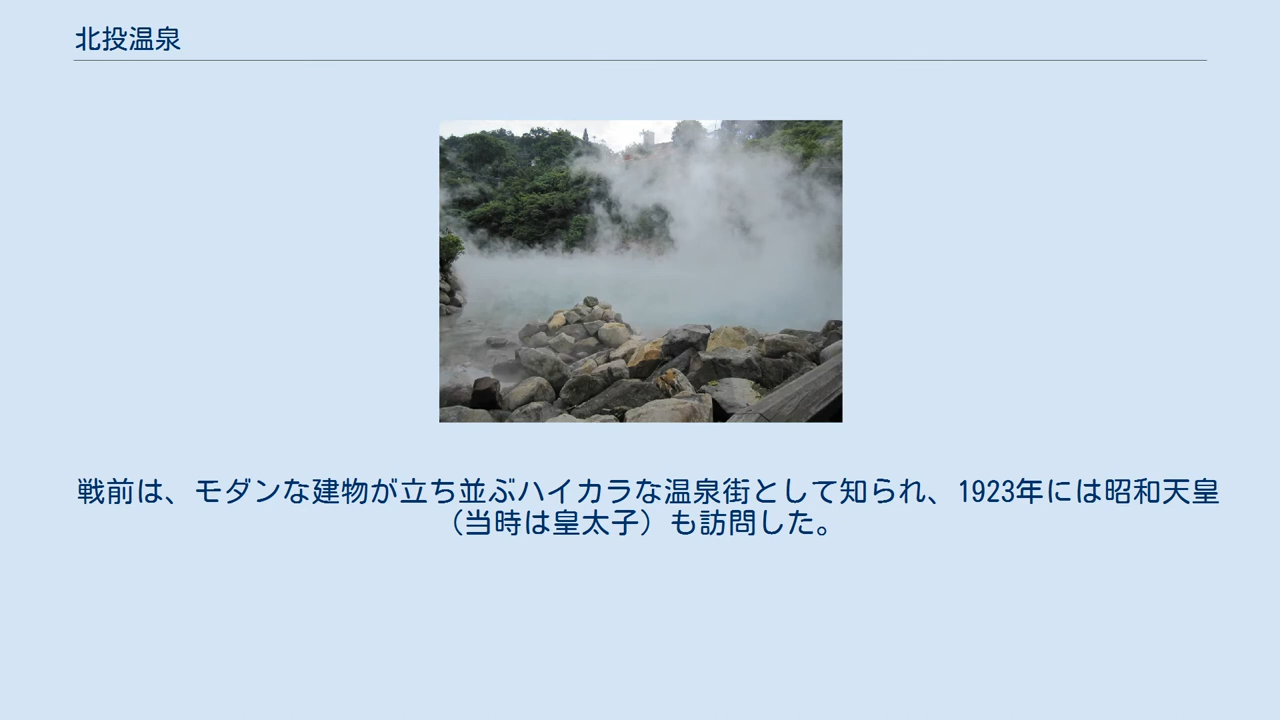 北投温泉
戦前は、モダンな建物が立ち並ぶハイカラな温泉街として知られ、1923年には昭和天皇
（当時は皇太子）も訪問した。